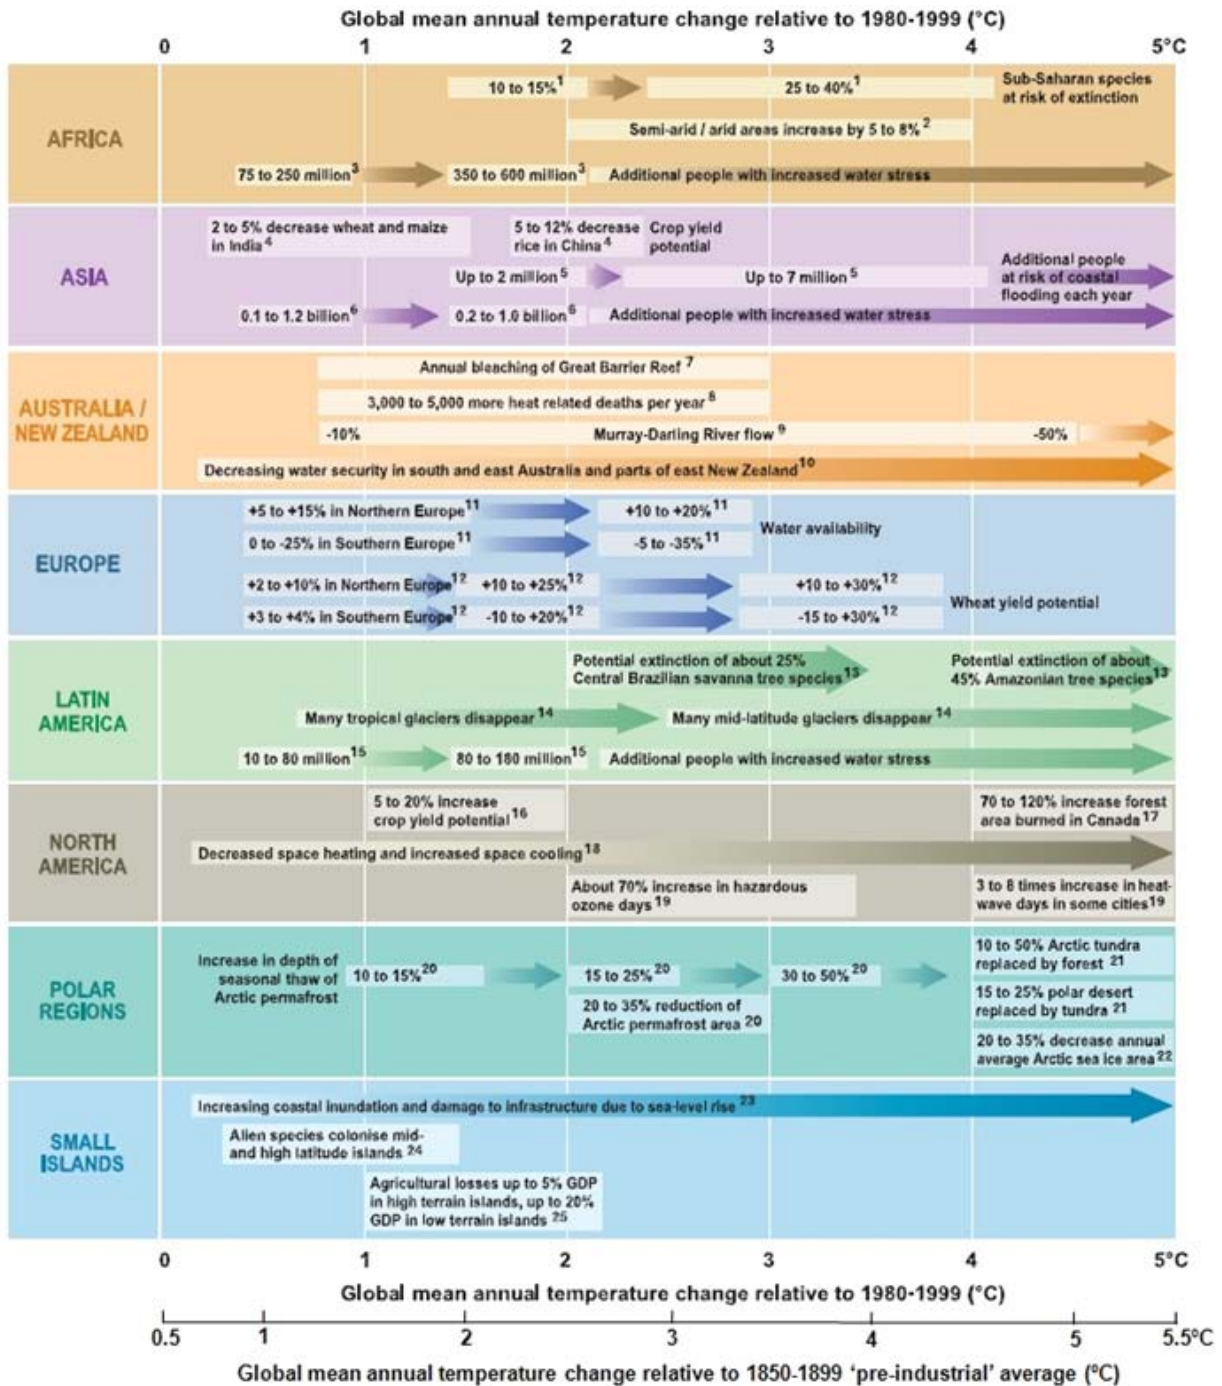 Global mean annual temperature change relative to 1980-1999 (°C)
0 1 2 3 4 5°C
AFRICA
10 to 15%1
25 to 40%1
Sub-Saharan species
at risk of extinction
Semi-arid / arid areas increase by 5 to 8% 2
75 to 250 million3
350 to 600 million3
Additional people with increased water stress
ASIA
2 to 5% decrease wheat and maize
in India 4
5 to 12% decrease
rice in China 4
Crop yield
potential
Up to 2 million 5
Up to 7 million 5
Additional people
at risk of coastal
flooding each year
0.1 to 1.2 billion6
0.2 to 1.0 billion6
Additional people with increased water stress
AUSTRALIA /
NEW ZEALAND
Annual bleaching of Great Barrier Reef 7
3,000 to 5,000 more heat related deaths per year 8
-10%
Murray-Darling River flow 9
-50%
Decreasing water security in south and east Australia and parts of east New Zealand10
EUROPE
+5 to +15% in Northern Europe11
+10 to +20%11
0 to -25% in Southern Europe11
-5 to -35%11
Water availability
+2 to +10% in Northern Europe12
+10 to +25%12
+10 to +30%12
+3 to +4% in Southern Europe12
-10 to +20%12
-15 to +30%12
Wheat yield potential
LATIN
AMERICA
Potential extinction of about 25%
Central Brazilian savanna tree species13
Potential extinction of about
45% Amazonian tree species13
Many tropical glaciers disappear 14
Many mid-latitude glaciers disappear 14
10 to 80 million15
80 to 180 million15
Additional people with increased water stress
NORTH
AMERICA
5 to 20% increase
crop yield potential 16
70 to 120% increase forest
area burned in Canada 17
Decreased space heating and increased space cooling18
About 70% increase in hazardous
ozone days 19
3 to 8 times increase in heat-
wave days in some cities19
POLAR
REGIONS
Increase in depth of
seasonal thaw of
Arctic permafrost
10 to 15%20
15 to 25% 20
30 to 50% 20
20 to 35% reduction of
Arctic permafrost area 20
10 to 50% Arctic tundra
replaced by forest 21
15 to 25% polar desert
replaced by tundra 21
20 to 35% decrease annual
average Arctic sea ice area22
SMALL
ISLANDS
Increasing coastal inundation and damage to infrastructure due to sea-level rise 23
Alien species colonise mid-
and high latitude islands 24
Agricultural losses up to 5% GDP
in high terrain islands, up to 20%
GDP in low terrain islands 25
0 1 2 3 4 5°C
Global mean annual temperature change relative to 1980-1999 (°C)
0.5 1 2 3 4 5 5.5ºC
Global mean annual temperature change relative to 1850-1899 ‘pre-industrial’ average (ºC)